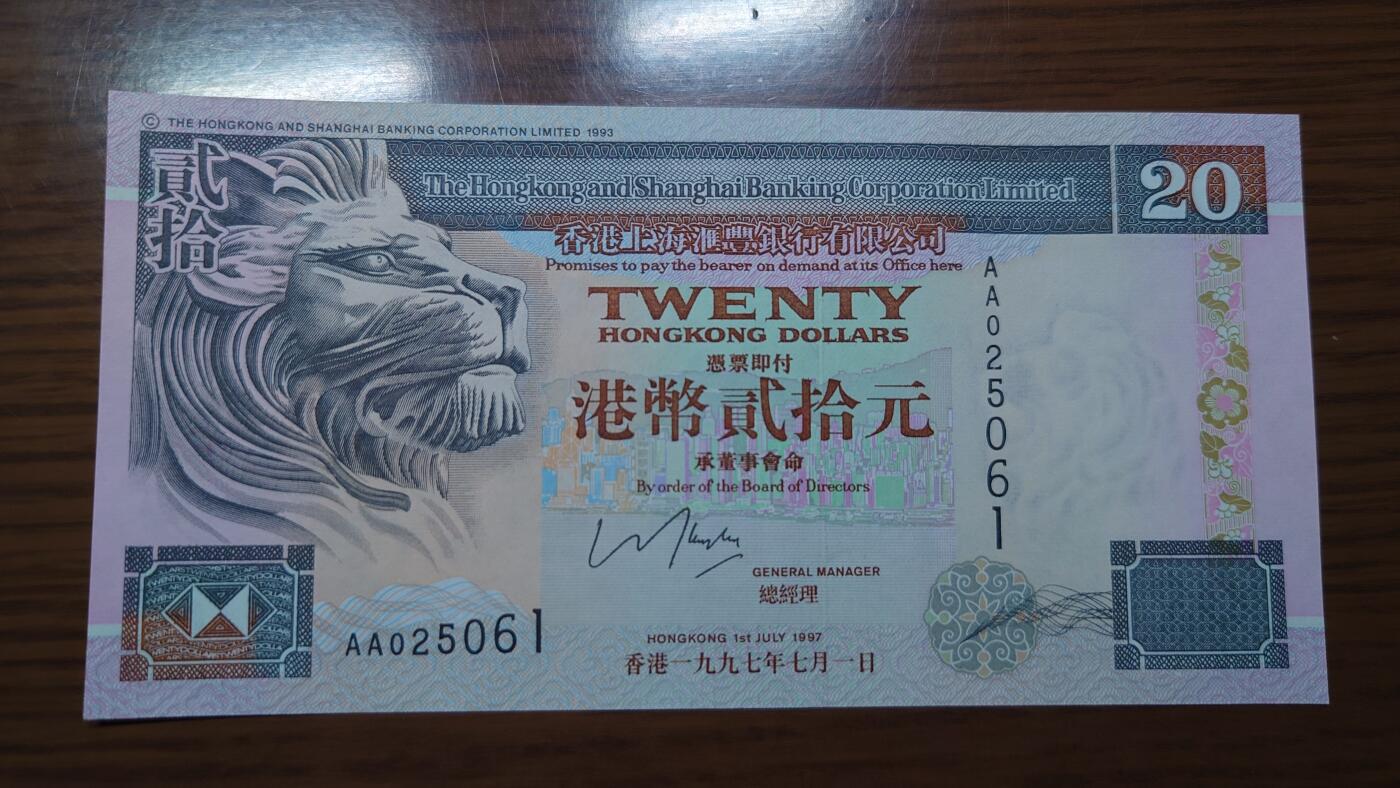 © THE HONGKONG AND SHANGHAI BANKING CORPORATION LIMITED 1993
貳拾
The Hongkong and Shanghai Banking Corporation Limited
20
香港上海滙豐銀行有限公司
Promises to pay the bearer on demand at its Office here
AA025061
TWENTY
HONGKONG DOLLARS
憑票即付
港幣貳拾元
承董事會命
By order of the Board of Directors
GENERAL MANAGER
總經理
AA025061
HONGKONG 1st JULY 1997
香港一九九七年七月一日